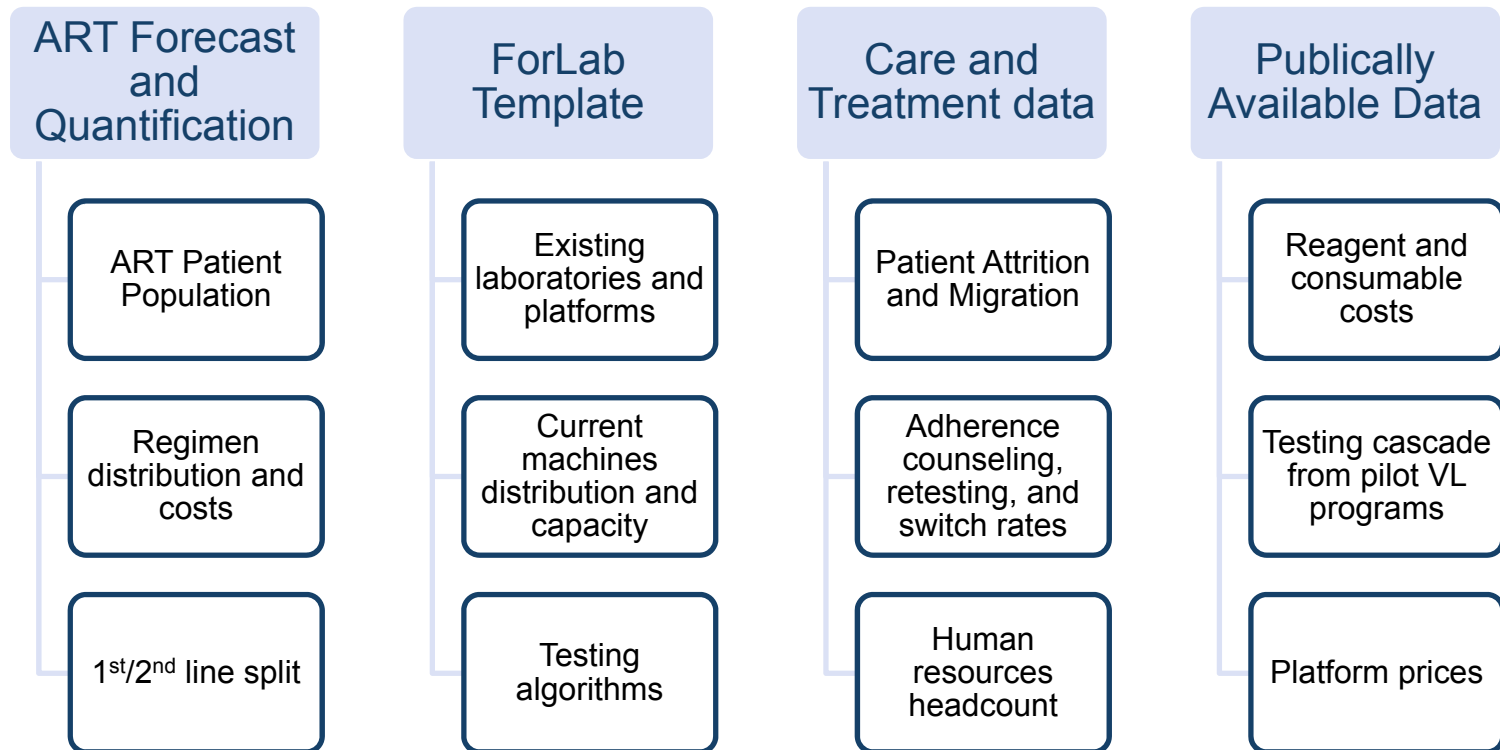 ART Forecast
and
Quantification
ART Patient
Population
Regimen
distribution and
costs
1st/2nd line split
ForLab
Template
Existing
laboratories and
platforms
Current
machines
distribution and
capacity
Testing
algorithms
Care and
Treatment data
Patient Attrition
and Migration
Adherence
counseling,
retesting, and
switch rates
Human
resources
headcount
Publically
Available Data
Reagent and
consumable
costs
Testing cascade
from pilot VL
programs
Platform prices